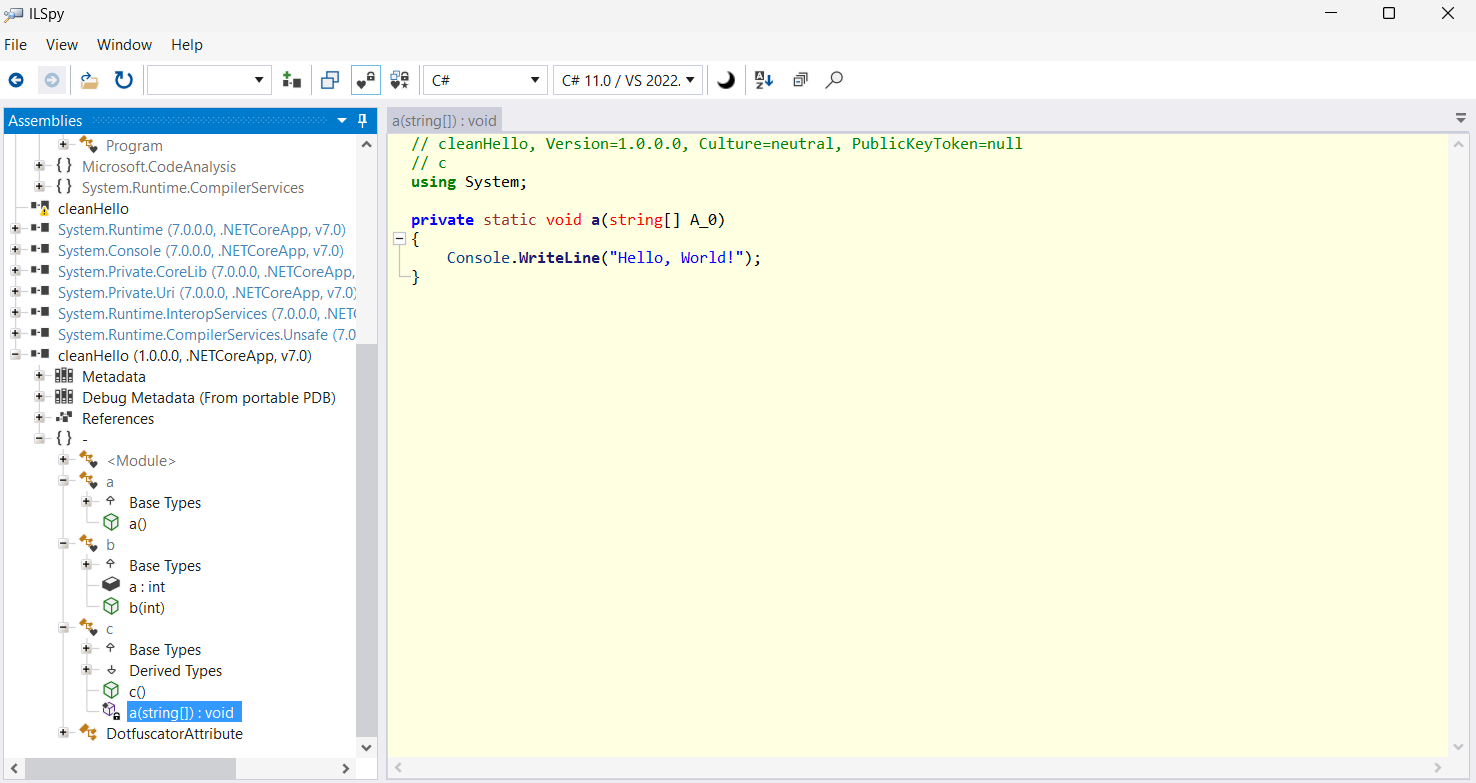 ILSpy
File View Window Help
C# C# 11.0 / VS 2022.
Assemblies
Program
Microsoft.CodeAnalysis
System.Runtime.CompilerServices
cleanHello
System.Runtime (7.0.0.0, .NETCoreApp, v7.0)
System.Console (7.0.0.0, .NETCoreApp, v7.0)
System.Private.CoreLib (7.0.0.0, .NETCoreApp,
System.Private.Uri (7.0.0.0, .NETCoreApp, v7.0)
System.Runtime.InteropServices (7.0.0.0, .NET
System.Runtime.CompilerServices.Unsafe (7.0
cleanHello (1.0.0.0, .NETCoreApp, v7.0)
Metadata
Debug Metadata (From portable PDB)
References
{ } -
<Module>
a
Base Types
a()
b
Base Types
a : int
b(int)
c
Base Types
Derived Types
c()
a(string[]) : void
DotfuscatorAttribute
a(string[]) : void
// cleanHello, Version=1.0.0.0, Culture=neutral, PublicKeyToken=null
// c
using System;
private static void a(string[] A_0)
{
Console.WriteLine("Hello, World!");
}